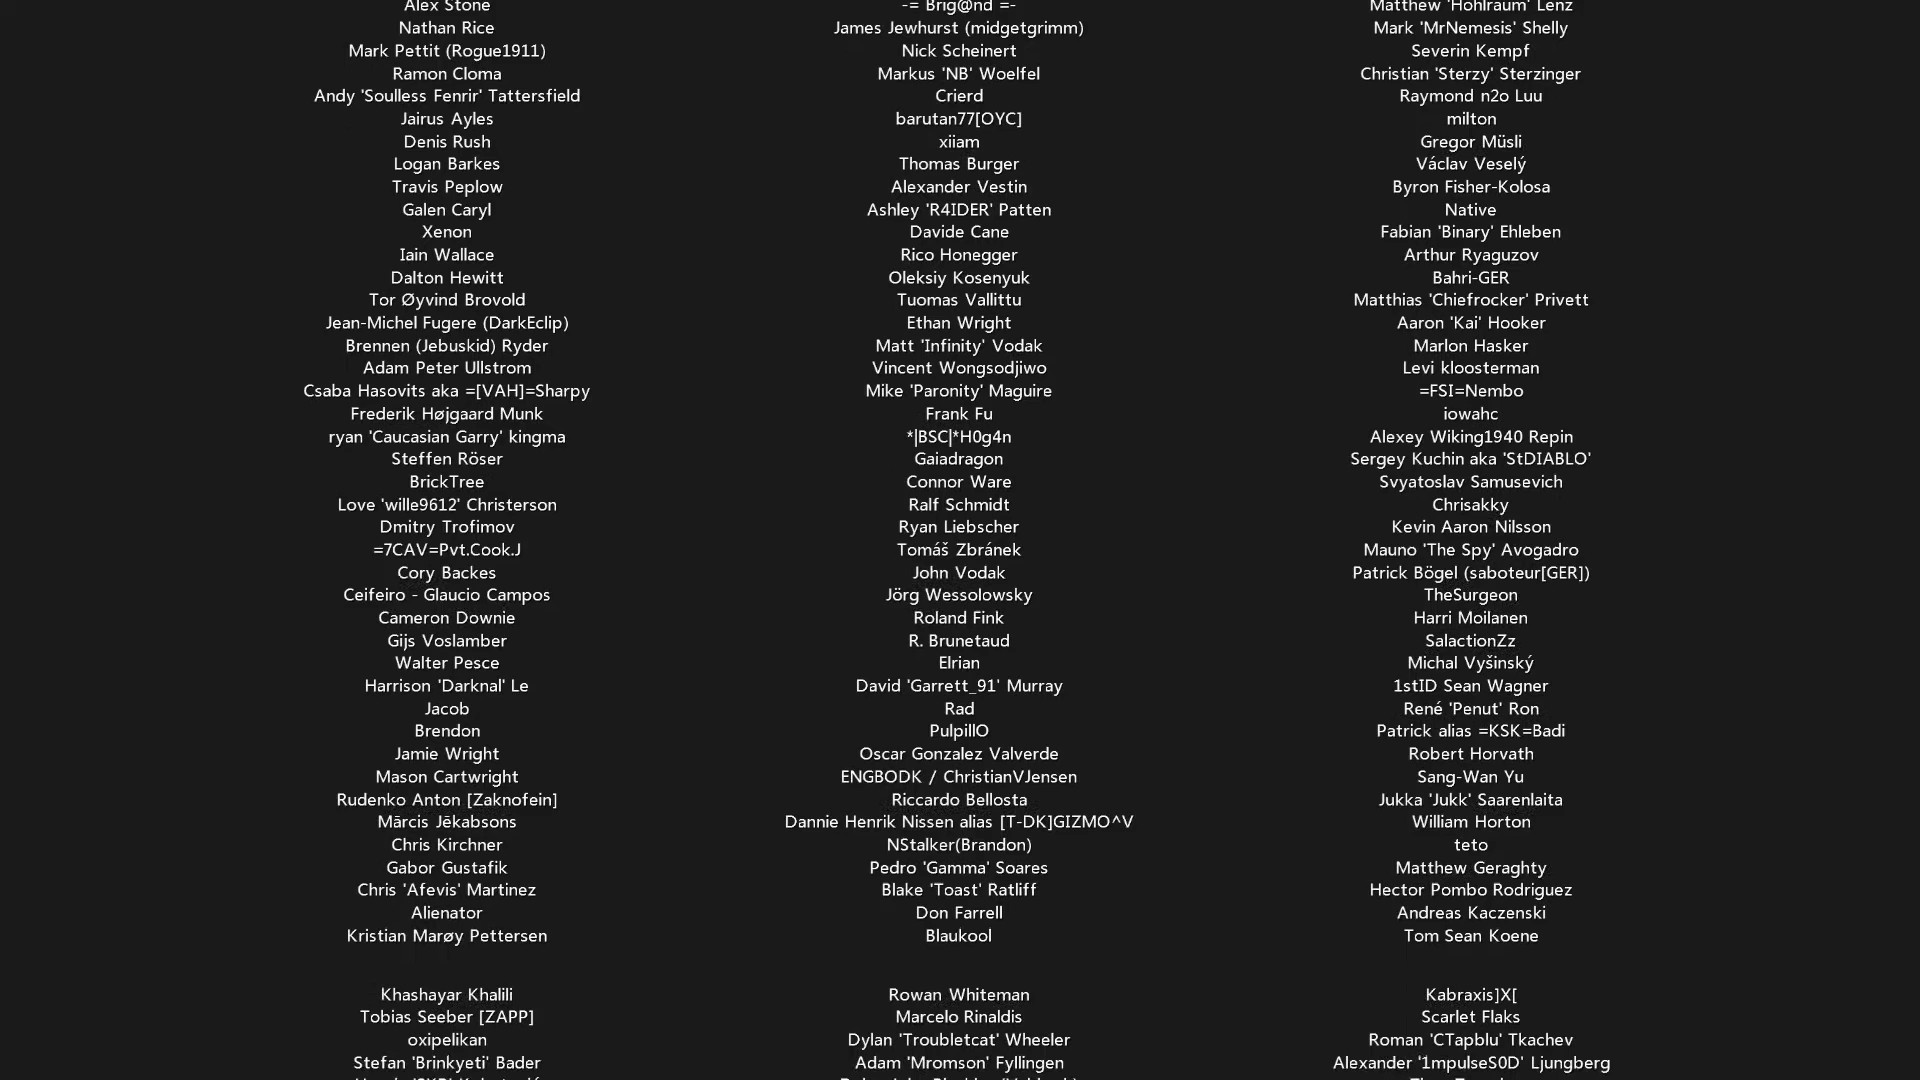 Alex Stone
Nathan Rice
Mark Pettit (Rogue1911)
Ramon Cloma
Andy 'Soulless Fenrir' Tattersfield
Jairus Ayles
Denis Rush
Logan Barkes
Travis Peplow
Galen Caryl
Xenon
Iain Wallace
Dalton Hewitt
Tor Øyvind Brovold
Jean-Michel Fugere (DarkEclip)
Brennen (Jebuskid) Ryder
Adam Peter Ullstrom
Csaba Hasovits aka =[VAH]=Sharpy
Frederik Højgaard Munk
ryan 'Caucasian Garry' kingma
Steffen Röser
BrickTree
Love 'wille9612' Christerson
Dmitry Trofimov
=7CAV=Pvt.Cook.J
Cory Backes
Ceifeiro - Glaucio Campos
Cameron Downie
Gijs Voslamber
Walter Pesce
Harrison 'Darknal' Le
Jacob
Brendon
Jamie Wright
Mason Cartwright
Rudenko Anton [Zaknofein]
Mārcis Jēkabsons
Chris Kirchner
Gabor Gustafik
Chris 'Afevis' Martinez
Alienator
Kristian Marøy Pettersen
Khashayar Khalili
Tobias Seeber [ZAPP]
oxipelikan
Stefan 'Brinkyeti' Bader
-= Brig@nd =-
James Jewhurst (midgetgrimm)
Nick Scheinert
Markus 'NB' Woelfel
Crierd
barutan77[OYC]
xiiam
Thomas Burger
Alexander Vestin
Ashley 'R4IDER' Patten
Davide Cane
Rico Honegger
Oleksiy Kosenyuk
Tuomas Vallittu
Ethan Wright
Matt 'Infinity' Vodak
Vincent Wongsodjiwo
Mike 'Paronity' Maguire
Frank Fu
*|BSC|*H0g4n
Gaiadragon
Connor Ware
Ralf Schmidt
Ryan Liebscher
Tomáš Zbránek
John Vodak
Jörg Wessolowsky
Roland Fink
R. Brunetaud
Elrian
David 'Garrett_91' Murray
Rad
PulpillO
Oscar Gonzalez Valverde
ENGBODK / ChristianVJensen
Riccardo Bellosta
Dannie Henrik Nissen alias [T-DK]GIZMO^V
NStalker(Brandon)
Pedro 'Gamma' Soares
Blake 'Toast' Ratliff
Don Farrell
Blaukool
Rowan Whiteman
Marcelo Rinaldis
Dylan 'Troubletcat' Wheeler
Adam 'Mromson' Fyllingen
Matthew 'Hohlraum' Lenz
Mark 'MrNemesis' Shelly
Severin Kempf
Christian 'Sterzy' Sterzinger
Raymond n2o Luu
milton
Gregor Müsli
Václav Veselý
Byron Fisher-Kolosa
Native
Fabian 'Binary' Ehleben
Arthur Ryaguzov
Bahri-GER
Matthias 'Chiefrocker' Privett
Aaron 'Kai' Hooker
Marlon Hasker
Levi kloosterman
=FSI=Nembo
iowahc
Alexey Wiking1940 Repin
Sergey Kuchin aka 'StDIABLO'
Svyatoslav Samusevich
Chrisakky
Kevin Aaron Nilsson
Mauno 'The Spy' Avogadro
Patrick Bögel (saboteur[GER])
TheSurgeon
Harri Moilanen
SalactionZz
Michal Vyšinský
1stID Sean Wagner
René 'Penut' Ron
Patrick alias =KSK=Badi
Robert Horvath
Sang-Wan Yu
Jukka 'Jukk' Saarenlaita
William Horton
teto
Matthew Geraghty
Hector Pombo Rodriguez
Andreas Kaczenski
Tom Sean Koene
Kabraxis]X[
Scarlet Flaks
Roman 'CTapblu' Tkachev
Alexander '1mpulseS0D' Ljungberg